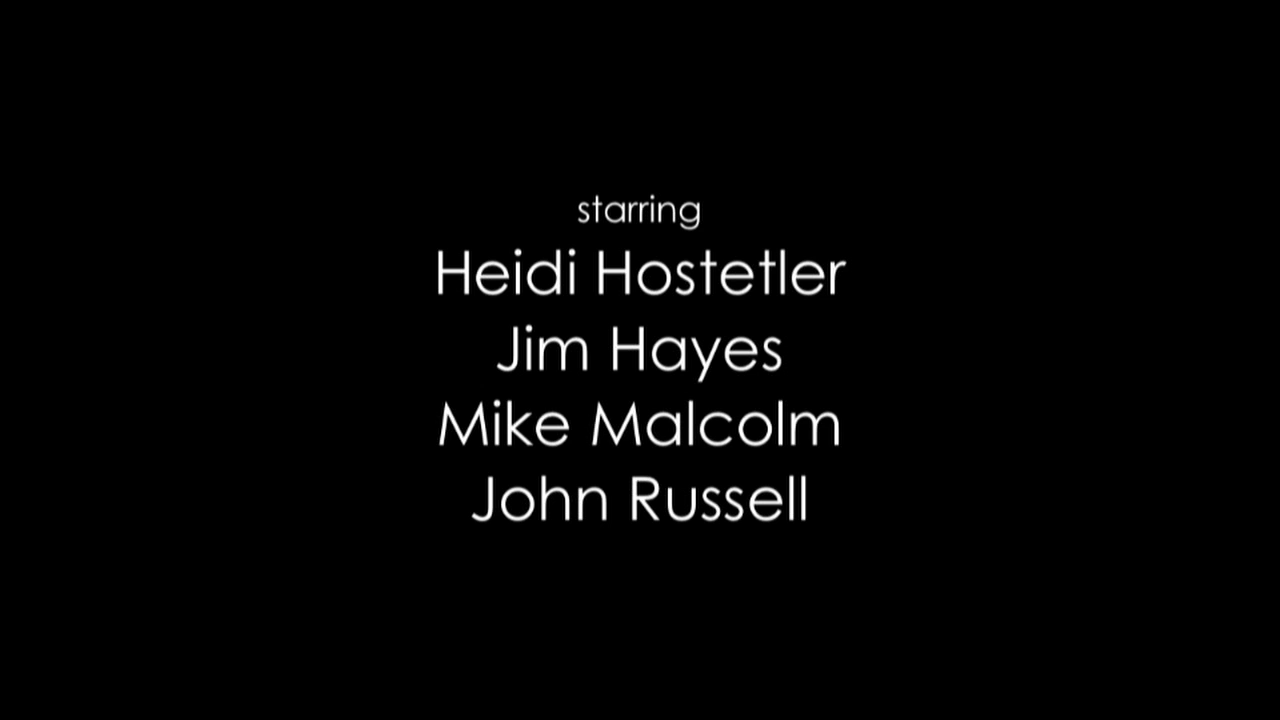 starring
Heidi Hostetler
Jim Hayes
Mike Malcolm
John Russell